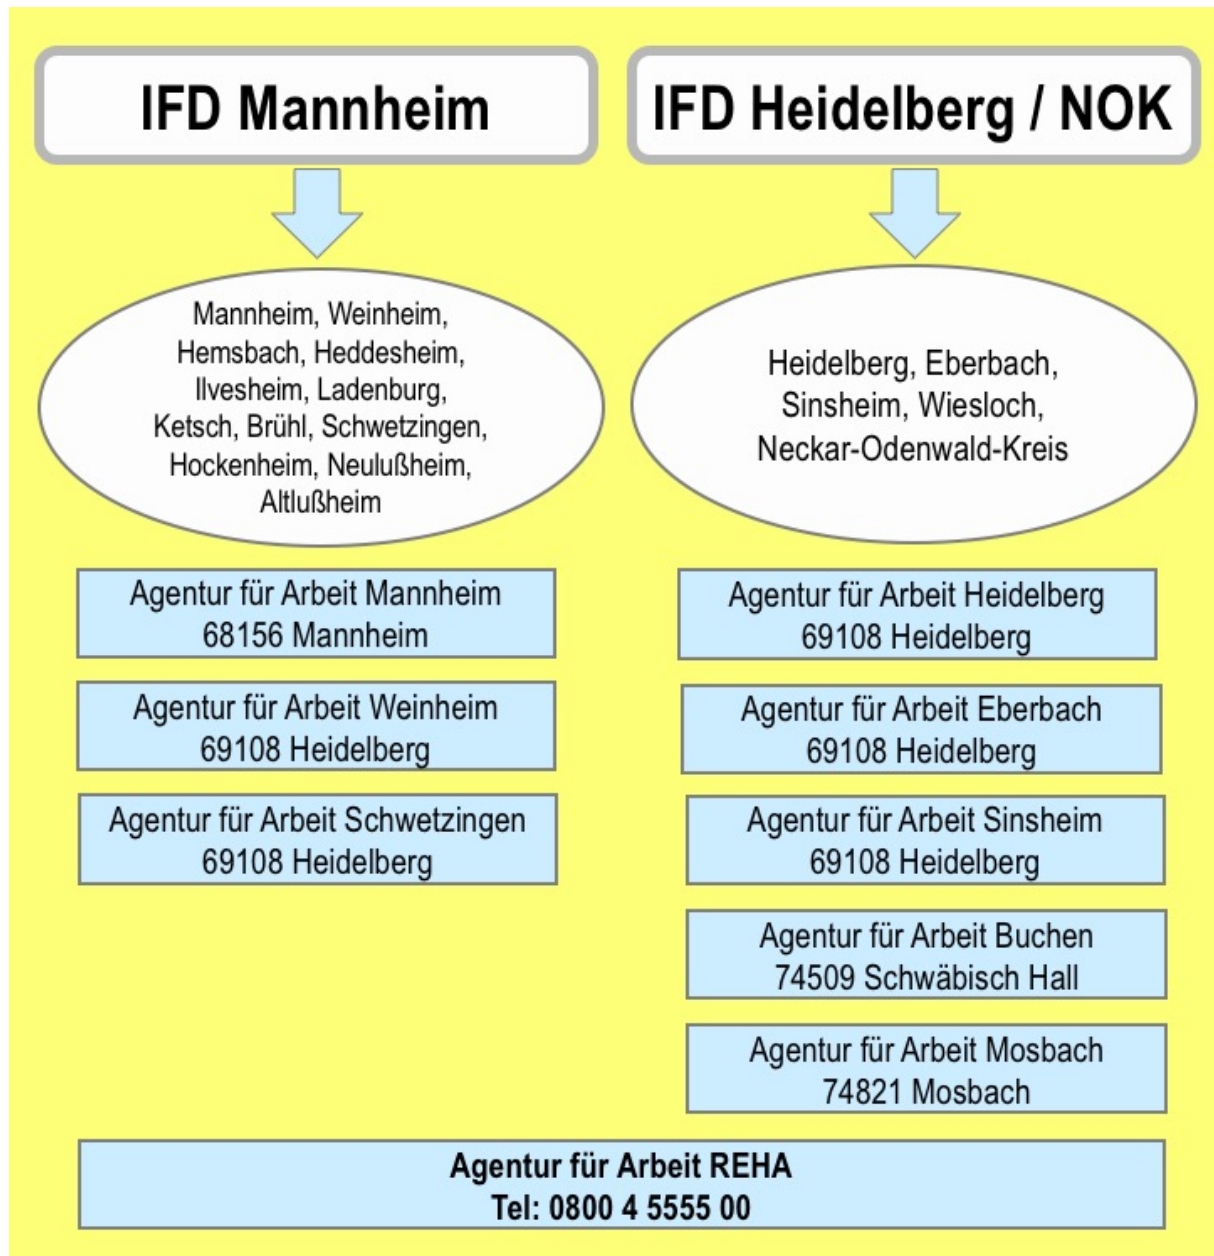 IFD Mannheim
Mannheim, Weinheim,
Hemsbach, Heddesheim,
Ilvesheim, Ladenburg,
Ketsch, Brühl, Schwetzingen,
Hockenheim, Neulußheim,
Altlußheim
Agentur für Arbeit Mannheim
68156 Mannheim
Agentur für Arbeit Weinheim
69108 Heidelberg
Agentur für Arbeit Schwetzingen
69108 Heidelberg
IFD Heidelberg / NOK
Heidelberg, Eberbach,
Sinsheim, Wiesloch,
Neckar-Odenwald-Kreis
Agentur für Arbeit Heidelberg
69108 Heidelberg
Agentur für Arbeit Eberbach
69108 Heidelberg
Agentur für Arbeit Sinsheim
69108 Heidelberg
Agentur für Arbeit Buchen
74509 Schwäbisch Hall
Agentur für Arbeit Mosbach
74821 Mosbach
Agentur für Arbeit REHA
Tel: 0800 4 5555 00